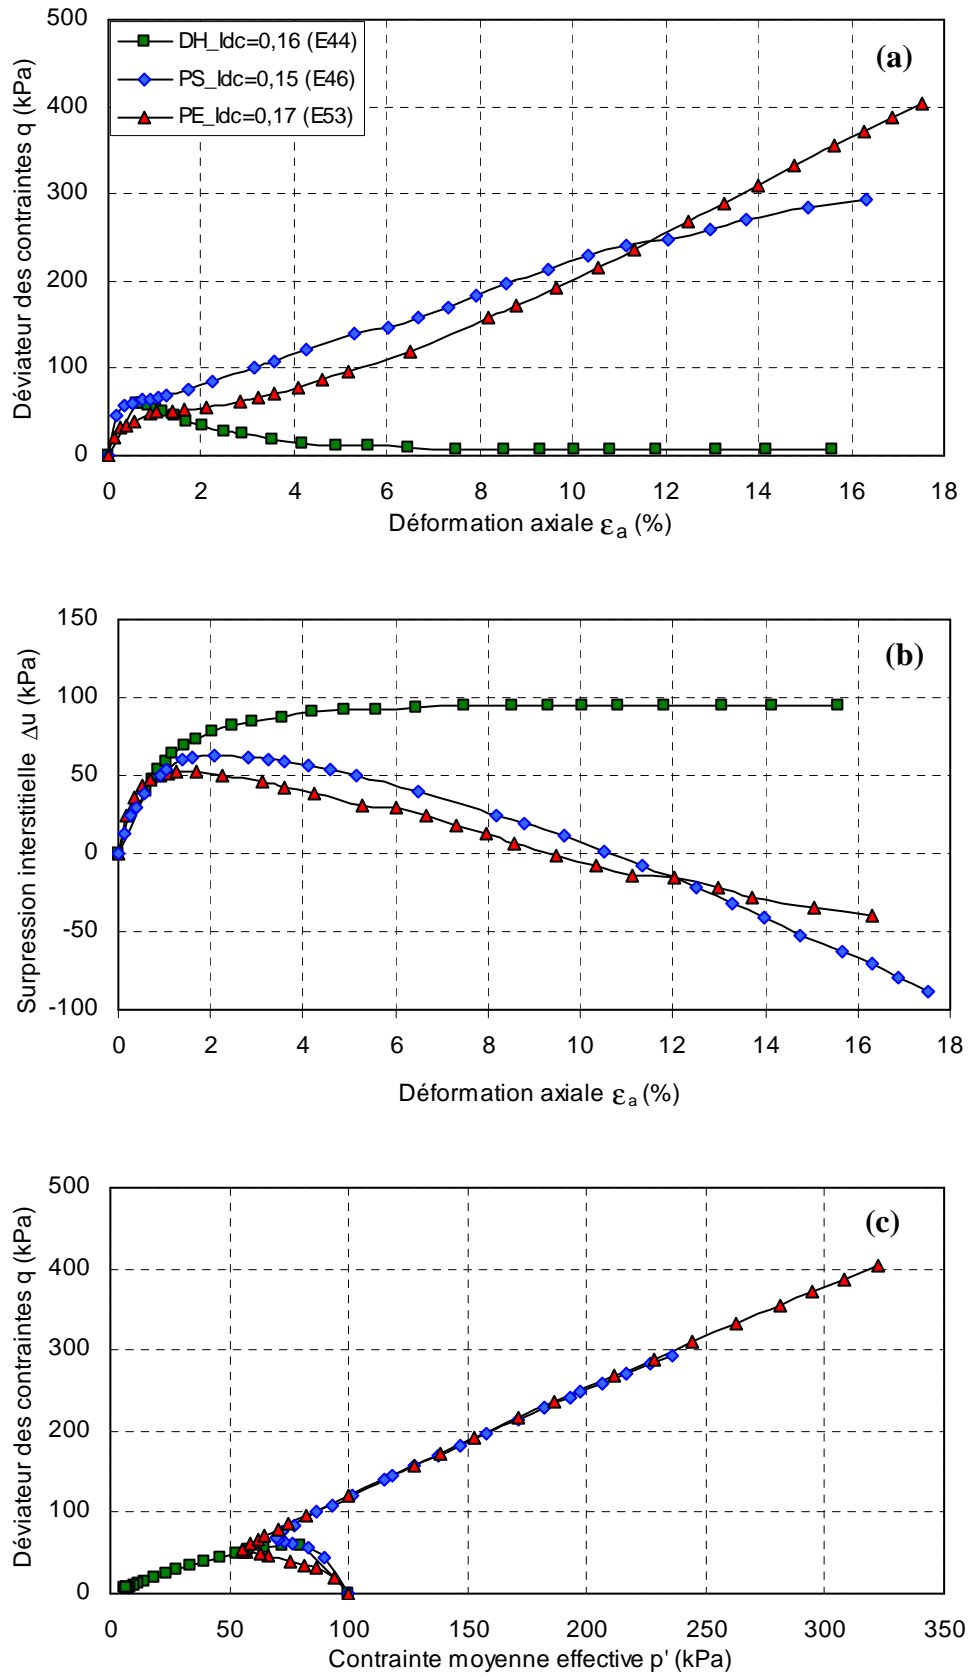 500
400
300
200
100
0
Déviateur des contraintes q (kPa)
DH_Idc=0,16 (E44)
PS_Idc=0,15 (E46)
PE_Idc=0,17 (E53)
(a)
0 2 4 6 8 10 12 14 16 18
Déformation axiale εa (%)
150
100
50
0
-50
-100
Surpression interstitielle Δu (kPa)
(b)
0 2 4 6 8 10 12 14 16 18
Déformation axiale εa (%)
500
400
300
200
100
0
Déviateur des contraintes q (kPa)
(c)
0 50 100 150 200 250 300 350
Contrainte moyenne effective p' (kPa)